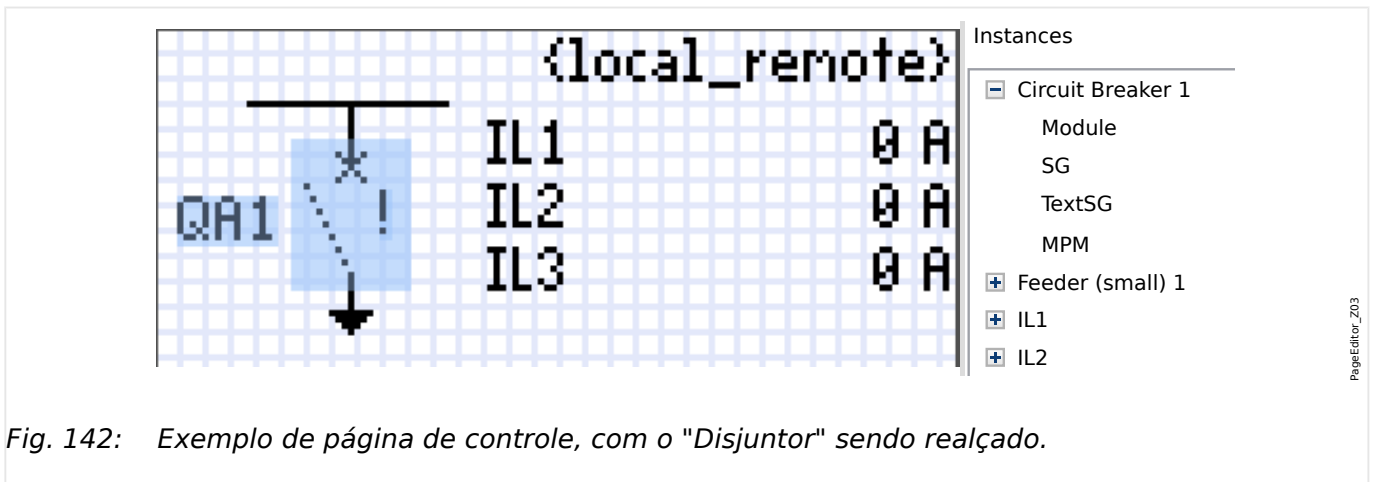 {local_remote}
IL1 0 A
QA1 ! IL2 0 A
IL3 0 A
Instances
Circuit Breaker 1
Module
SG
TextSG
MPM
Feeder (small) 1
IL1
IL2
PageEditor_Z03
Fig. 142: Exemplo de página de controle, com o "Disjuntor" sendo realçado.